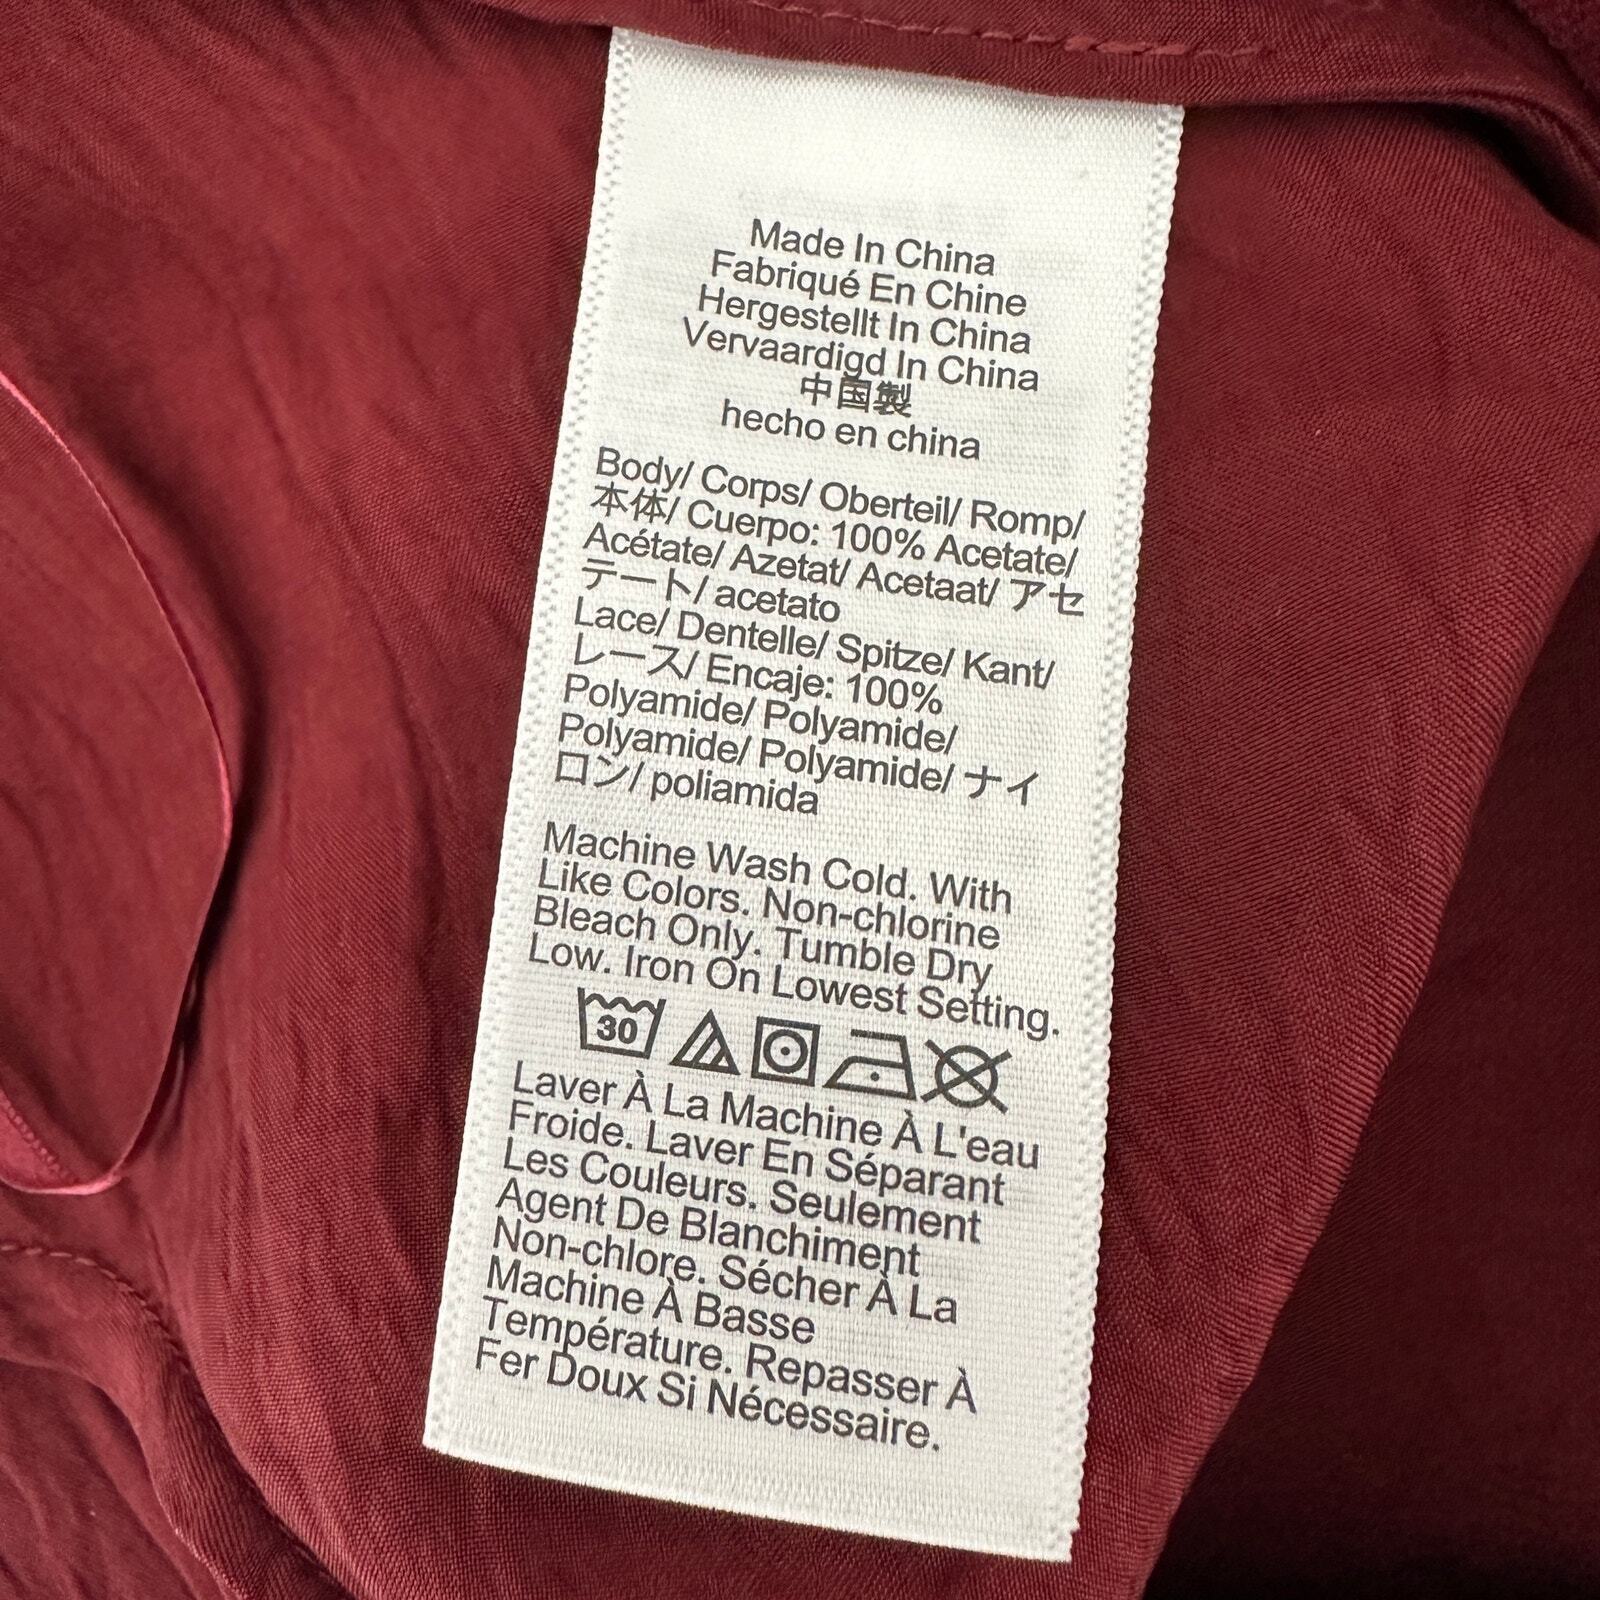 Made In China
Fabriqué En Chine
Hergestellt In China
Vervaardigd In China
中国製
hecho en china
Body/ Corps/ Oberteil/ Romp/
本体/ Cuerpo: 100% Acetate/
Acétate/ Azetat/ Acetaat/ アセ
テート/ acetato
Lace/ Dentelle/ Spitze/ Kant/
レース/ Encaje: 100%
Polyamide/ Polyamide/
Polyamide/ Polyamide/ ナイ
ロン/ poliamida
Machine Wash Cold. With
Like Colors. Non-chlorine
Bleach Only. Tumble Dry
Low. Iron On Lowest Setting.
30
Laver À La Machine À L'eau
Froide. Laver En Séparant
Les Couleurs. Seulement
Agent De Blanchiment
Non-chlore. Sécher À La
Machine À Basse
Température. Repasser À
Fer Doux Si Nécessaire.